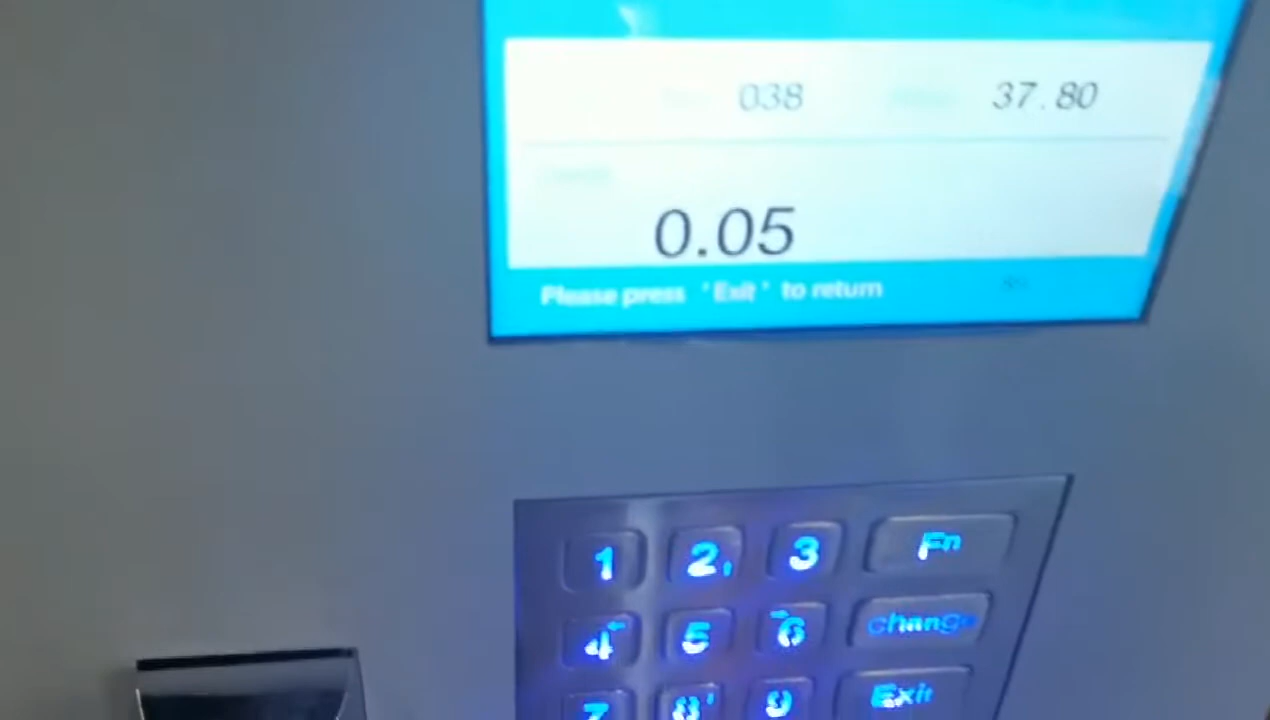 038 37.80
0.05
Please press 'Exit' to return
1 2 3 Fn
4 5 6 change
7 8 9 Exit